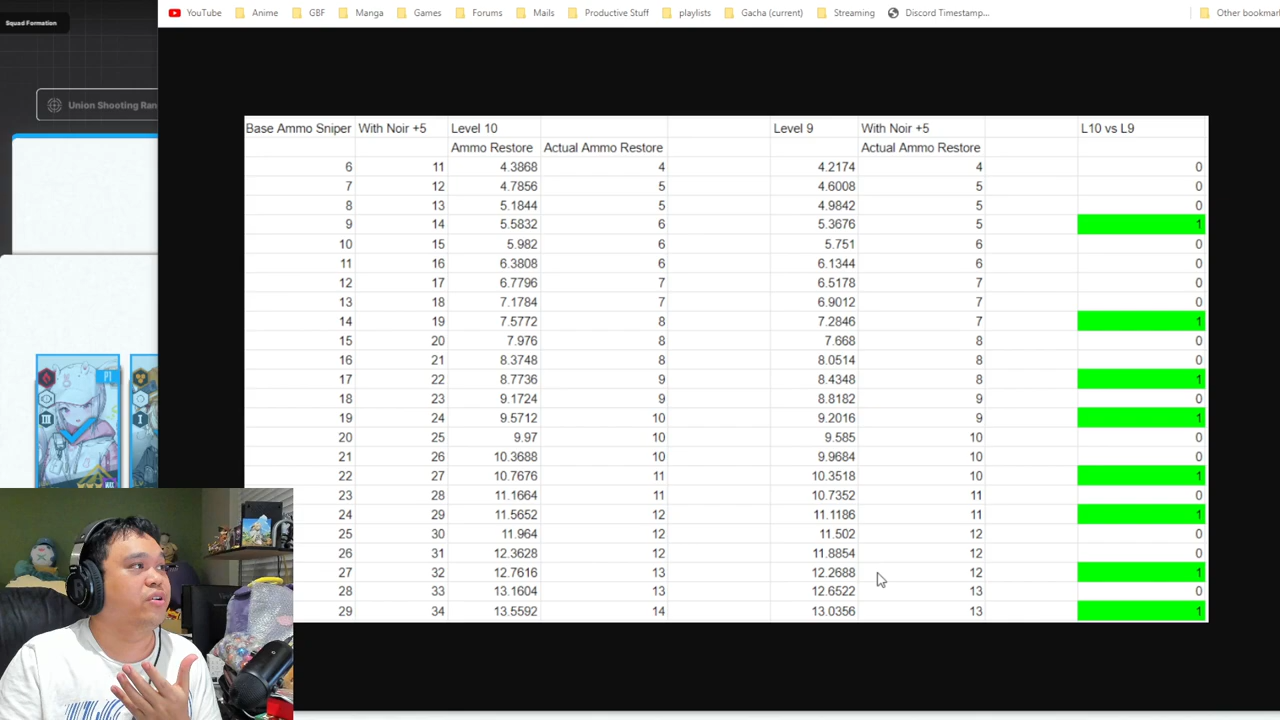 Squad Formation
YouTube Anime GBF Manga Games Forums Mails Productive Stuff playlists Gacha (current) Streaming Discord Timestamp... Other bookmar
Union Shooting Ran
Base Ammo Sniper With Noir +5 Level 10 Level 9 With Noir +5 L10 vs L9
Ammo Restore Actual Ammo Restore Actual Ammo Restore
6 11 4.3868 4 4.2174 4 0
7 12 4.7856 5 4.6008 5 0
8 13 5.1844 5 4.9842 5 0
9 14 5.5832 6 5.3676 5 1
10 15 5.982 6 5.751 6 0
11 16 6.3808 6 6.1344 6 0
12 17 6.7796 7 6.5178 7 0
13 18 7.1784 7 6.9012 7 0
14 19 7.5772 8 7.2846 7 1
15 20 7.976 8 7.668 8 0
16 21 8.3748 8 8.0514 8 0
17 22 8.7736 9 8.4348 8 1
18 23 9.1724 9 8.8182 9 0
19 24 9.5712 10 9.2016 9 1
20 25 9.97 10 9.585 10 0
21 26 10.3688 10 9.9684 10 0
22 27 10.7676 11 10.3518 10 1
23 28 11.1664 11 10.7352 11 0
24 29 11.5652 12 11.1186 11 1
25 30 11.964 12 11.502 12 0
26 31 12.3628 12 11.8854 12 0
27 32 12.7616 13 12.2688 12 1
28 33 13.1604 13 12.6522 13 0
29 34 13.5592 14 13.0356 13 1
P1
III
I